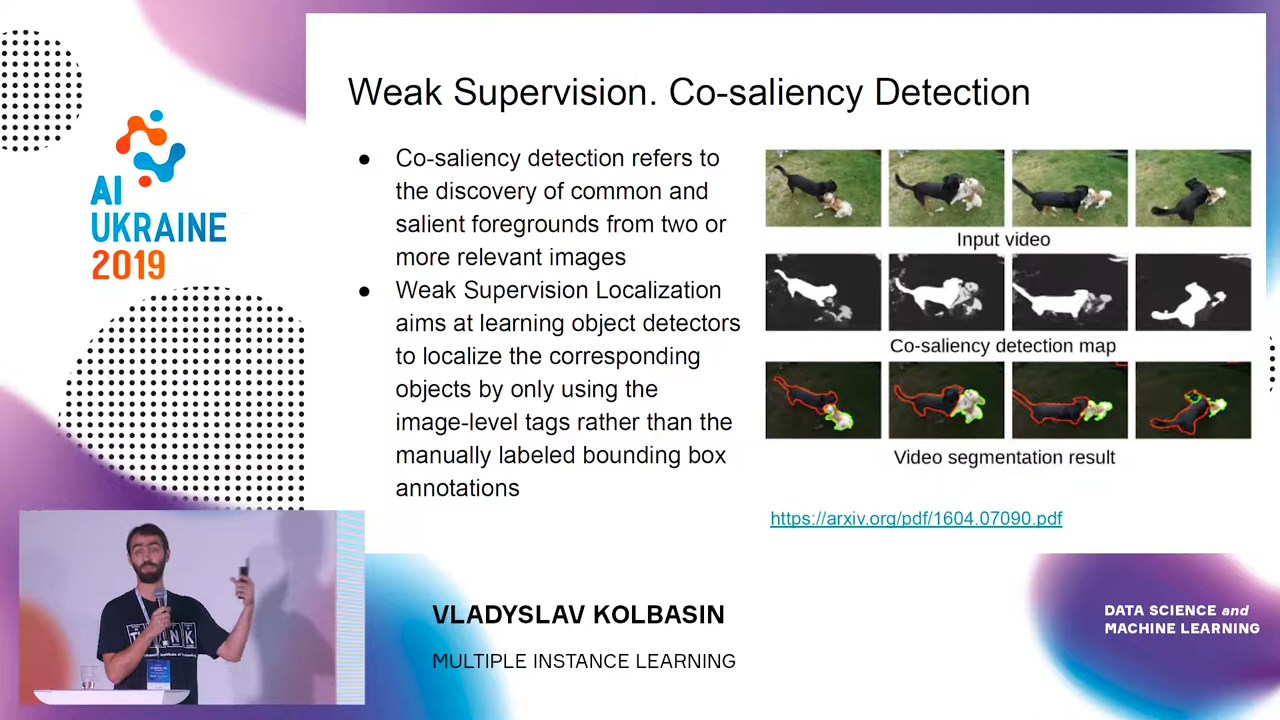 Weak Supervision. Co-saliency Detection
AI
UKRAINE
2019
● Co-saliency detection refers to
the discovery of common and
salient foregrounds from two or
more relevant images
● Weak Supervision Localization
aims at learning object detectors
to localize the corresponding
objects by only using the
image-level tags rather than the
manually labeled bounding box
annotations
Input video
Co-saliency detection map
Video segmentation result
https://arxiv.org/pdf/1604.07090.pdf
VLADYSLAV KOLBASIN
MULTIPLE INSTANCE LEARNING
DATA SCIENCE and
MACHINE LEARNING